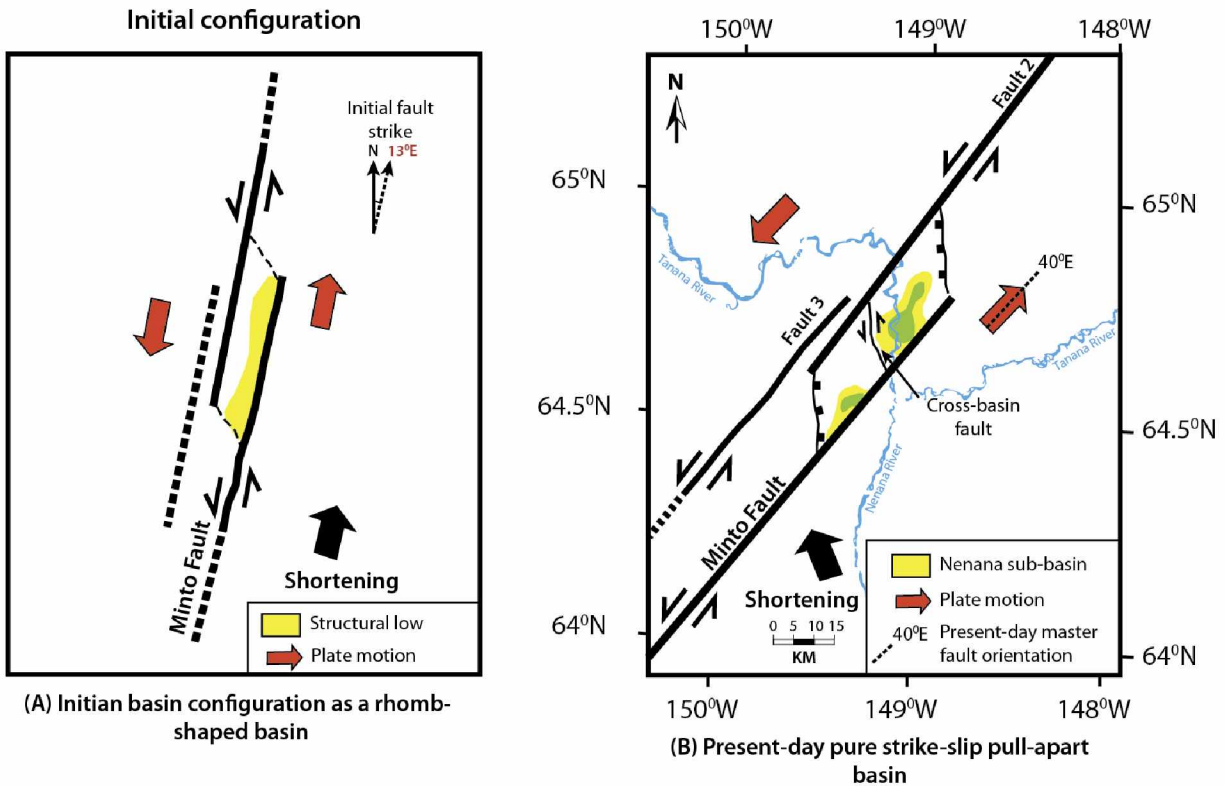 Initial configuration
Initial fault
strike
N 13⁰E
Minto Fault
Shortening
Structural low
Plate motion
(A) Initian basin configuration as a rhomb-
shaped basin
150⁰W
149⁰W
148⁰W
N
Fault 2
65⁰N
65⁰N
Tanana River
40⁰E
Fault 3
Tanana River
64.5⁰N
Cross-basin
fault
64.5⁰N
Nenana River
Minto Fault
Shortening
0 5 10 15
KM
Nenana sub-basin
Plate motion
40⁰E Present-day master
fault orientation
64⁰N
64⁰N
150⁰W
149⁰W
148⁰W
(B) Present-day pure strike-slip pull-apart
basin